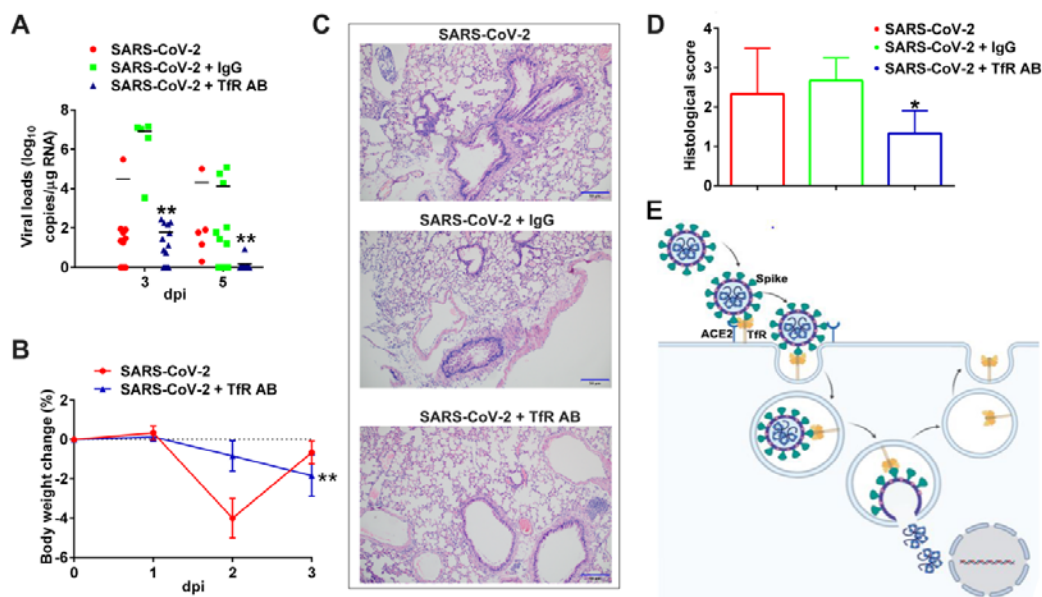 A
SARS-CoV-2
SARS-CoV-2 + IgG
SARS-CoV-2 + TfR AB
Viral loads (log10
copies/μg RNA)
8
6
4
2
0
**
**
3
5
dpi
B
SARS-CoV-2
SARS-CoV-2 + TfR AB
Body weight change (%)
2
0
-2
-4
-6
**
0
1
2
3
dpi
C
SARS-CoV-2
SARS-CoV-2 + IgG
SARS-CoV-2 + TfR AB
D
SARS-CoV-2
SARS-CoV-2 + IgG
SARS-CoV-2 + TfR AB
Histological score
4
3
2
1
0
*
E
Spike
ACE2
TfR